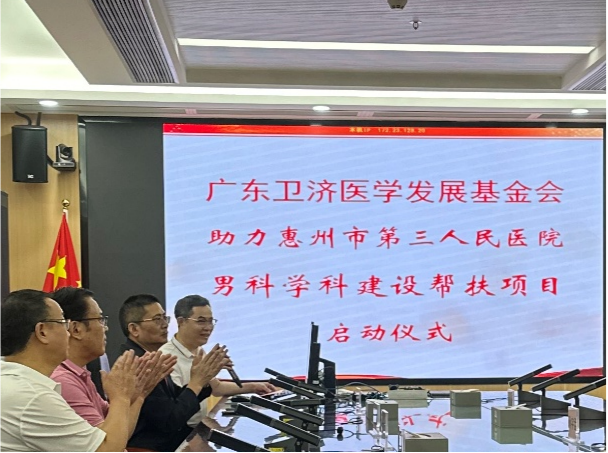 广东卫济医学发展基金会
助力惠州市第三人民医院
男科学科建设帮扶项目
启动仪式